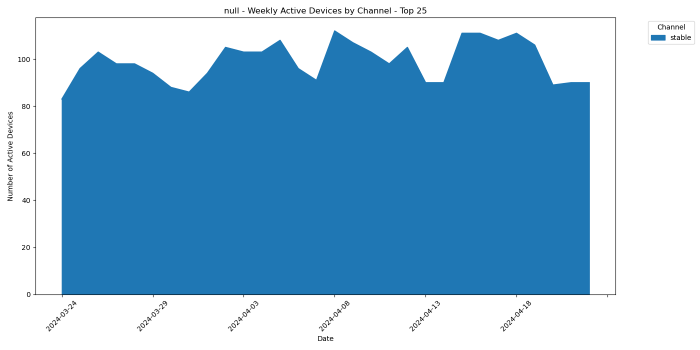 null - Weekly Active Devices by Channel - Top 25
Channel
stable
Number of Active Devices
100
80
60
40
20
0
2024-03-24
2024-03-29
2024-04-03
2024-04-08
2024-04-13
2024-04-18
Date